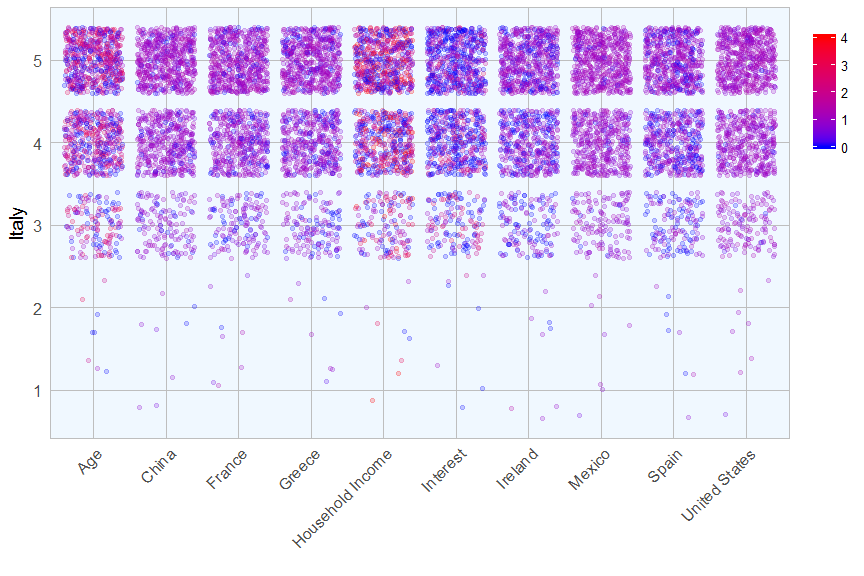 5
4
3
2
1
Italy
Age
China
France
Greece
Household Income
Interest
Ireland
Mexico
Spain
United States
4
3
2
1
0